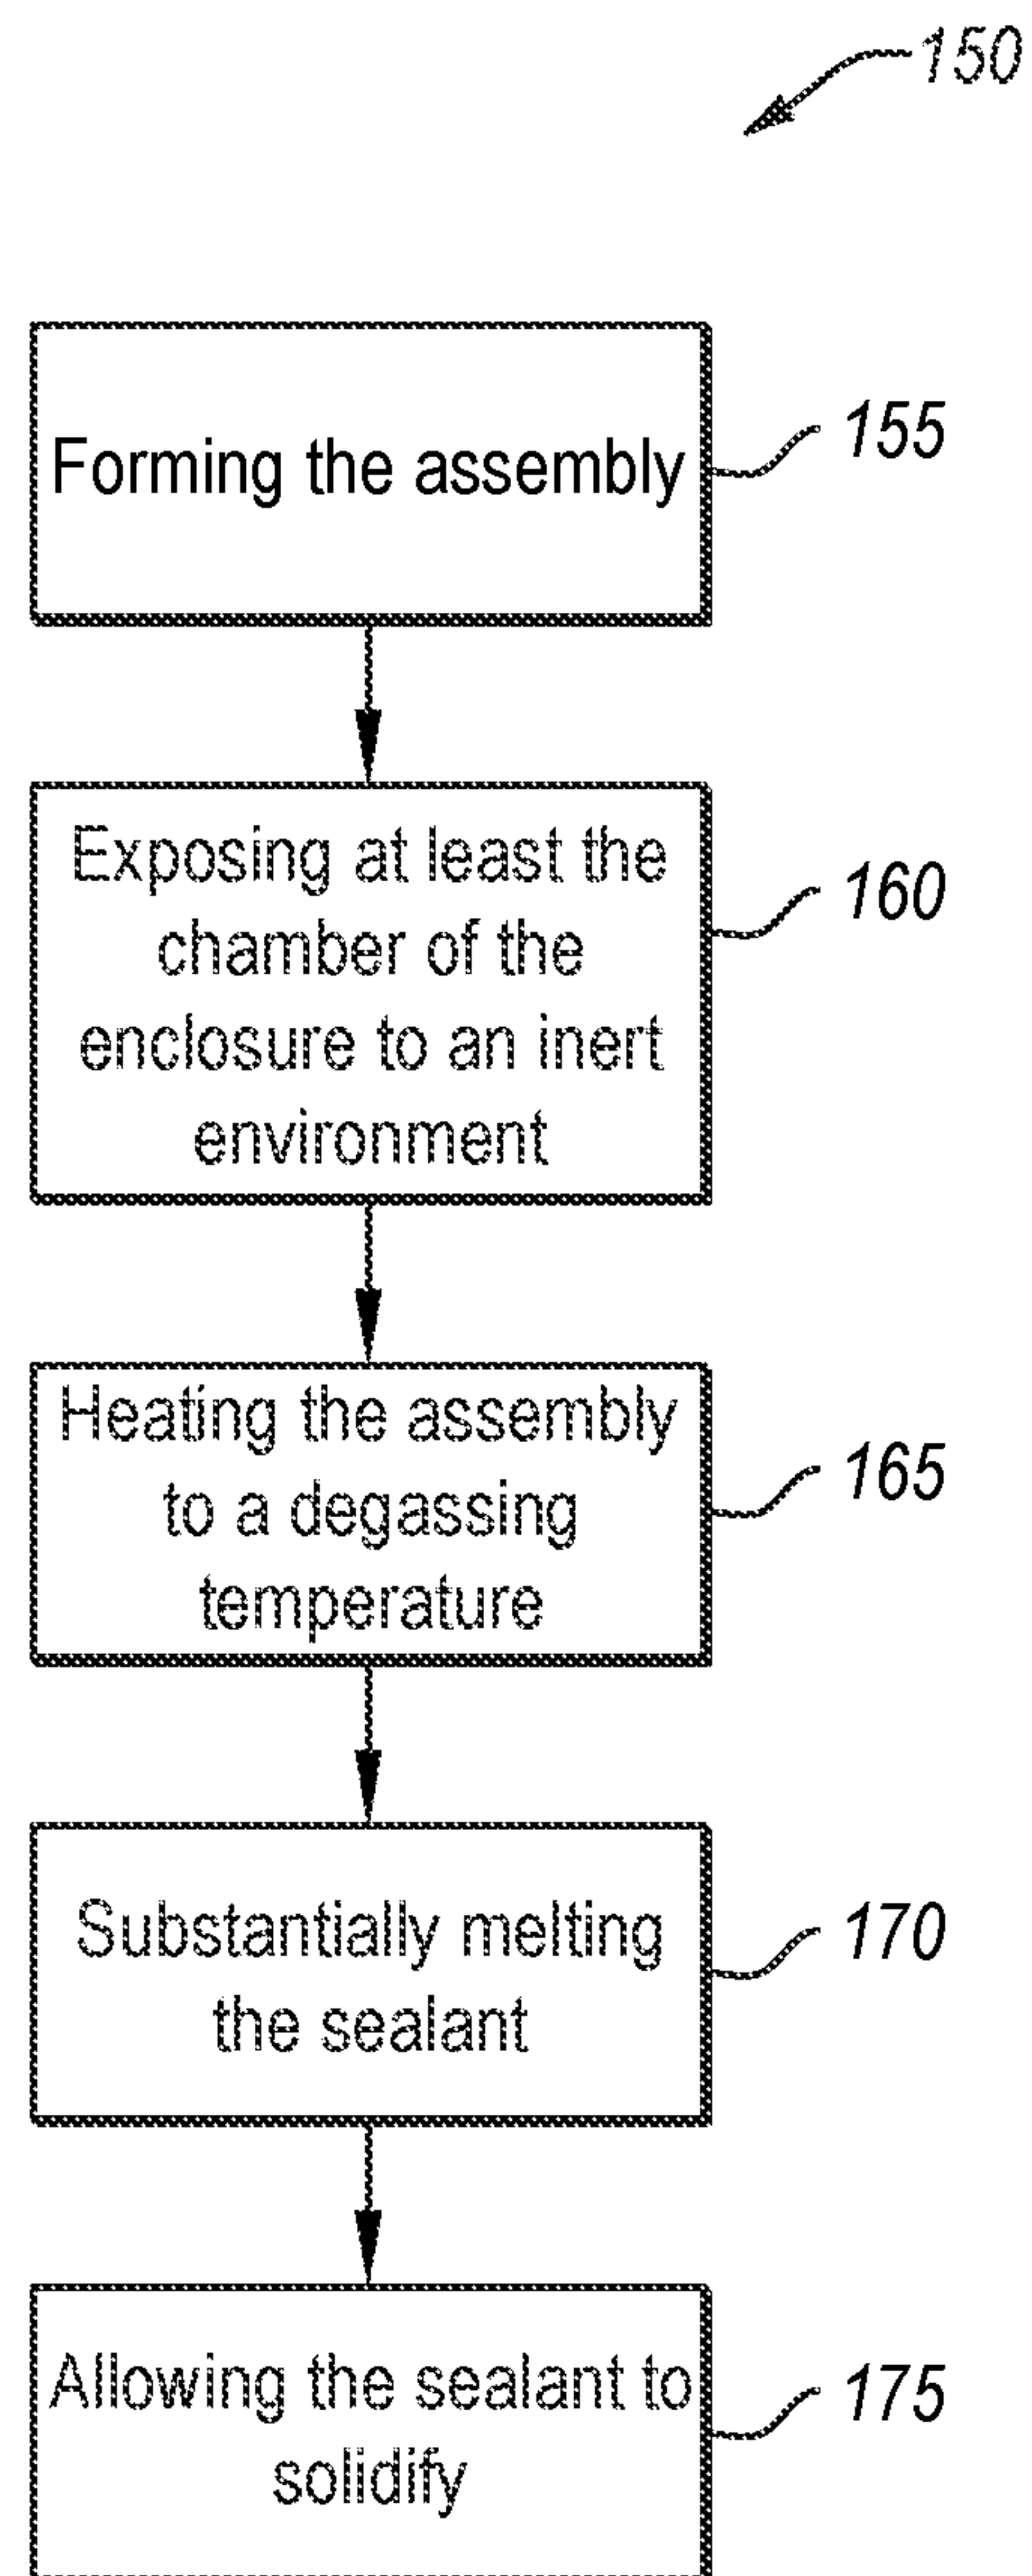 150
Forming the assembly
155
Exposing at least the
chamber of the
enclosure to an inert
environment
160
Heating the assembly
to a degassing
temperature
165
Substantially melting
the sealant
170
Allowing the sealant to
solidify
175